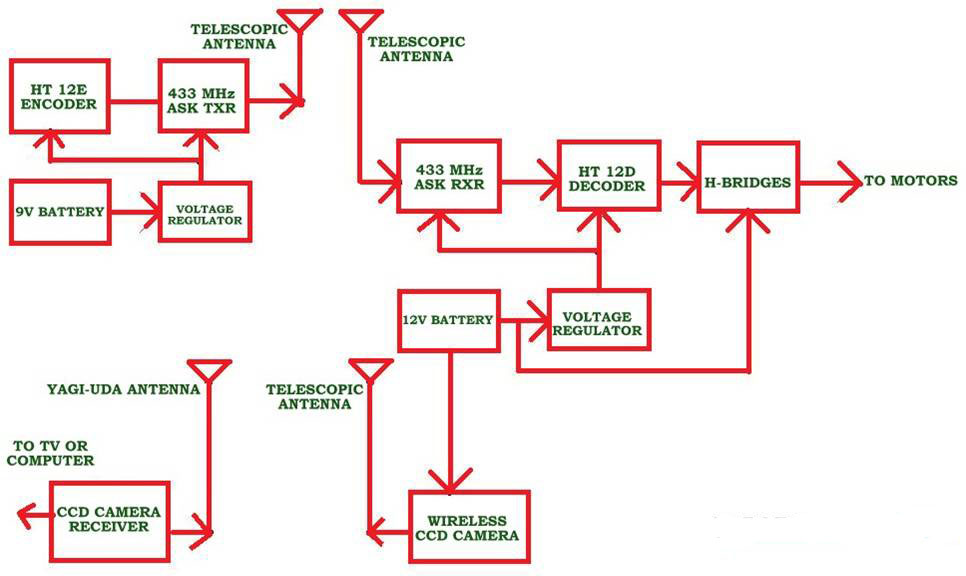 TELESCOPIC
ANTENNA
TELESCOPIC
ANTENNA
HT 12E
ENCODER
433 MHz
ASK TXR
9V BATTERY
VOLTAGE
REGULATOR
433 MHz
ASK RXR
HT 12D
DECODER
H-BRIDGES
TO MOTORS
12V BATTERY
VOLTAGE
REGULATOR
YAGI-UDA ANTENNA
TELESCOPIC
ANTENNA
TO TV OR
COMPUTER
CCD CAMERA
RECEIVER
WIRELESS
CCD CAMERA